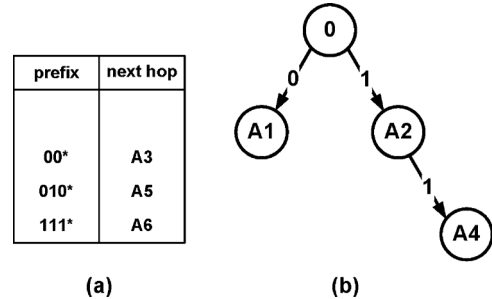 prefix next hop
00* A3
010* A5
111* A6
(a)
0
0 1
A1 A2
1
A4
(b)